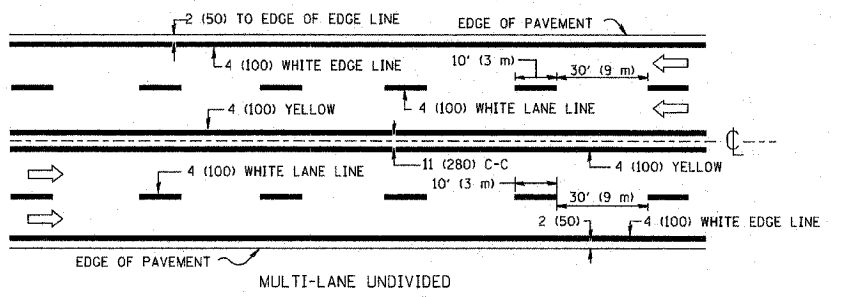 2 (50) TO EDGE OF EDGE LINE
EDGE OF PAVEMENT
4 (100) WHITE EDGE LINE
10' (3 m)
30' (9 m)
4 (100) YELLOW
4 (100) WHITE LANE LINE
℄
11 (280) C-C
4 (100) YELLOW
4 (100) WHITE LANE LINE
10' (3 m)
30' (9 m)
2 (50)
4 (100) WHITE EDGE LINE
EDGE OF PAVEMENT
MULTI-LANE UNDIVIDED